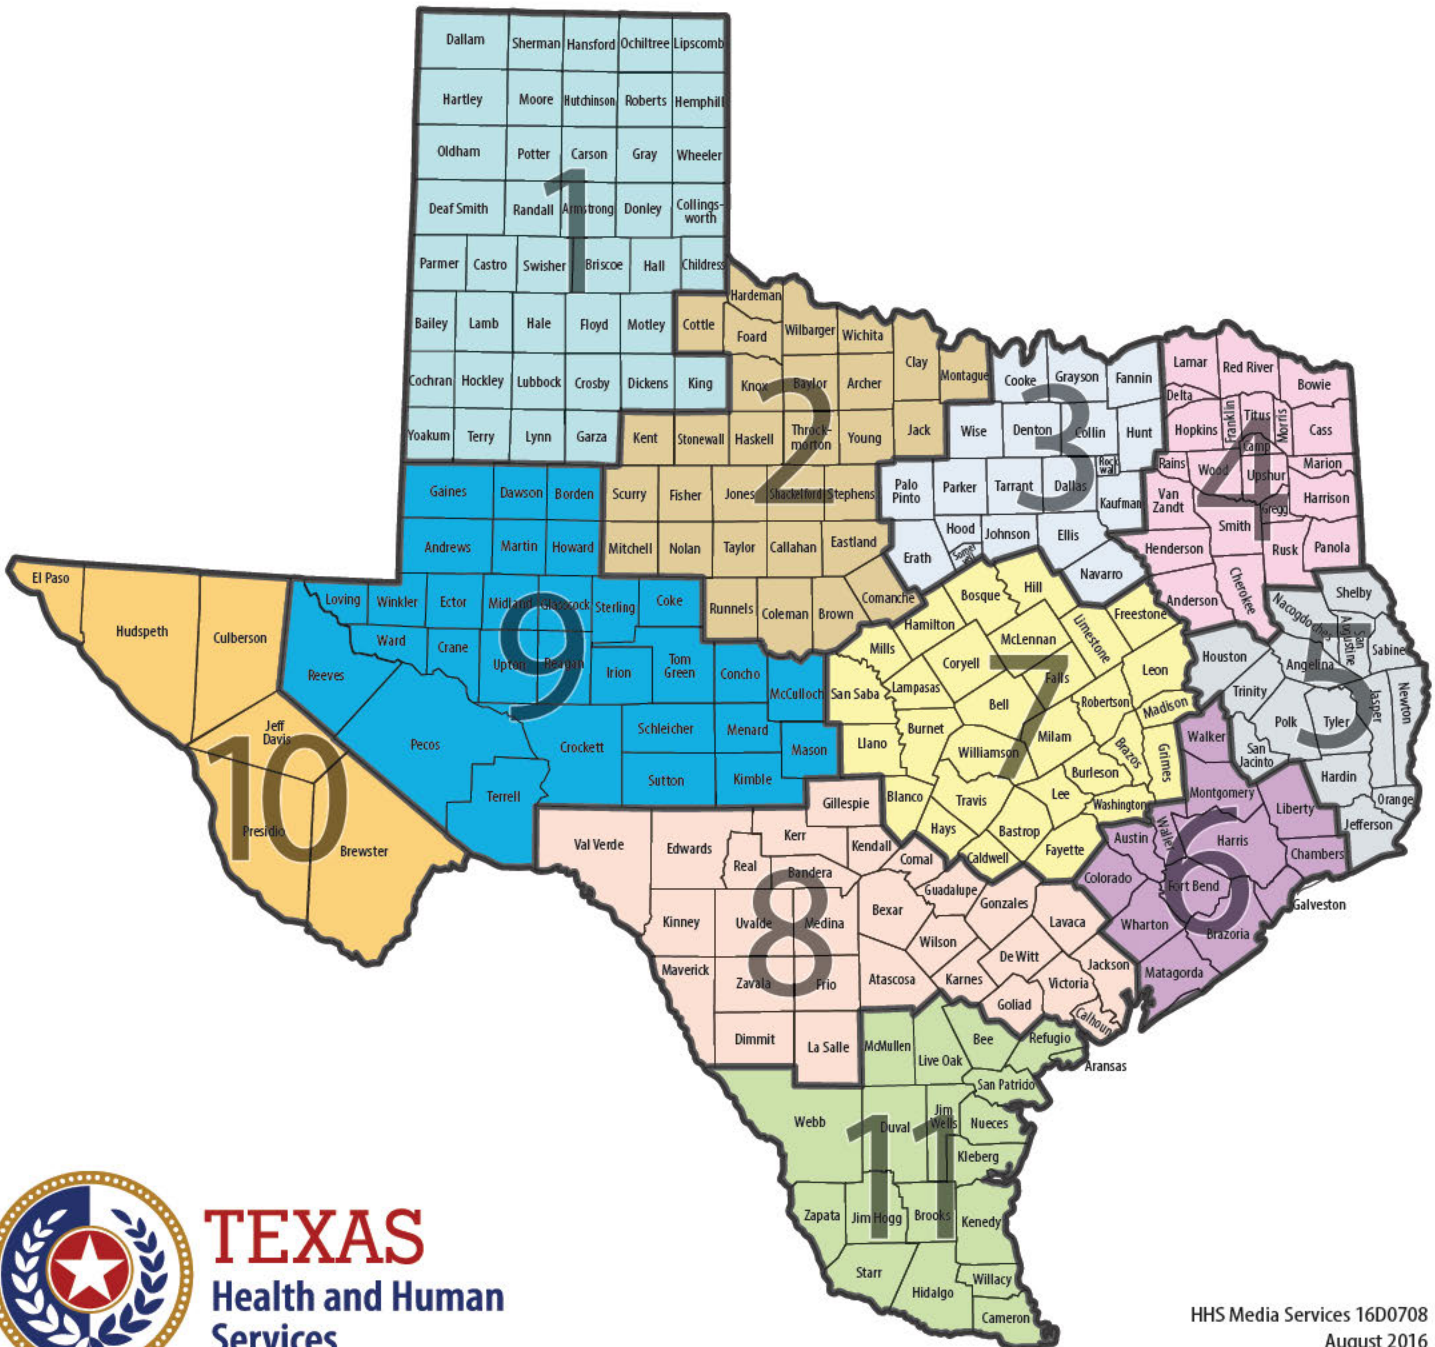 Dallam Sherman Hansford Ochiltree Lipscomb
Hartley Moore Hutchinson Roberts Hemphill
Oldham Potter Carson Gray Wheeler
Deaf Smith Randall Armstrong Donley Collings-
worth
1
Parmer Castro Swisher Briscoe Hall Childress
Bailey Lamb Hale Floyd Motley
Cochran Hockley Lubbock Crosby Dickens King
Yoakum Terry Lynn Garza
Hardeman
Cottle Foard Wilbarger Wichita
Clay Montague
Knox Baylor Archer
2
Kent Stonewall Haskell Throck-
morton Young Jack
Scurry Fisher Jones Shackelford Stephens
Mitchell Nolan Taylor Callahan Eastland
Runnels Coleman Brown Comanche
Cooke Grayson Fannin
3
Wise Denton Collin Hunt
Rock
wall
Palo
Pinto Parker Tarrant Dallas Kaufman
Hood Johnson Ellis
Erath Somer
vell Navarro
Lamar Red River Bowie
Delta
Hopkins Franklin Titus Morris Cass
Camp
4
Rains Wood Upshur Marion
Van
Zandt Gregg Harrison
Smith
Henderson Rusk Panola
Anderson Cherokee
Shelby
Nacogdoches San
Augustine Sabine
5
Houston Angelina
Trinity Jasper Newton
Polk Tyler
San
Jacinto
Hardin
Orange
Jefferson
Walker
Montgomery Liberty
6
Austin Waller Harris Chambers
Colorado Fort Bend
Galveston
Wharton Brazoria
Matagorda
Bosque Hill
Freestone
Hamilton McLennan Limestone
Mills
Coryell Falls Leon
7
San Saba Lampasas Bell Robertson Madison
Burnet Milam
Llano Williamson Brazos Grimes
Burleson
Blanco Travis Lee Washington
Hays Bastrop
Caldwell Fayette
Gillespie
Val Verde Edwards Kerr Kendall
Real Comal
Bandera
8
Guadalupe
Kinney Uvalde Medina Bexar Gonzales Lavaca
Wilson
De Witt
Maverick Zavala Frio Atascosa Karnes Jackson
Victoria
Goliad
Calhoun
Dimmit La Salle
Gaines Dawson Borden
Andrews Martin Howard
Loving Winkler Ector Midland Glasscock Sterling Coke
9
Ward Crane Upton Reagan Irion Tom
Green Concho McCulloch
Reeves
Pecos Crockett Schleicher Menard Mason
Terrell Sutton Kimble
El Paso
Hudspeth Culberson
Jeff
Davis
10
Presidio Brewster
McMullen Live Oak Bee Refugio
Aransas
San Patricio
Webb Duval Jim
Wells Nueces
11
Kleberg
Zapata Jim Hogg Brooks Kenedy
Starr Willacy
Hidalgo
Cameron
TEXAS
Health and Human
Services
HHS Media Services 16D0708
August 2016